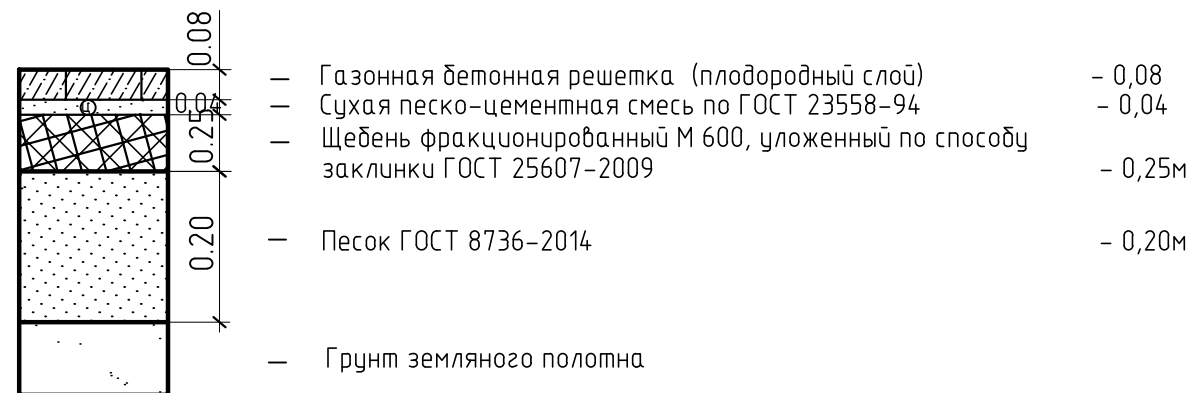 0.08
— Газонная бетонная решетка (плодородный слой) – 0,08
0.04
— Сухая песко-цементная смесь по ГОСТ 23558-94 – 0,04
0.25
— Щебень фракционированный М 600, уложенный по способу
заклинки ГОСТ 25607-2009 – 0,25м
0.20
— Песок ГОСТ 8736-2014 – 0,20м
— Грунт земляного полотна